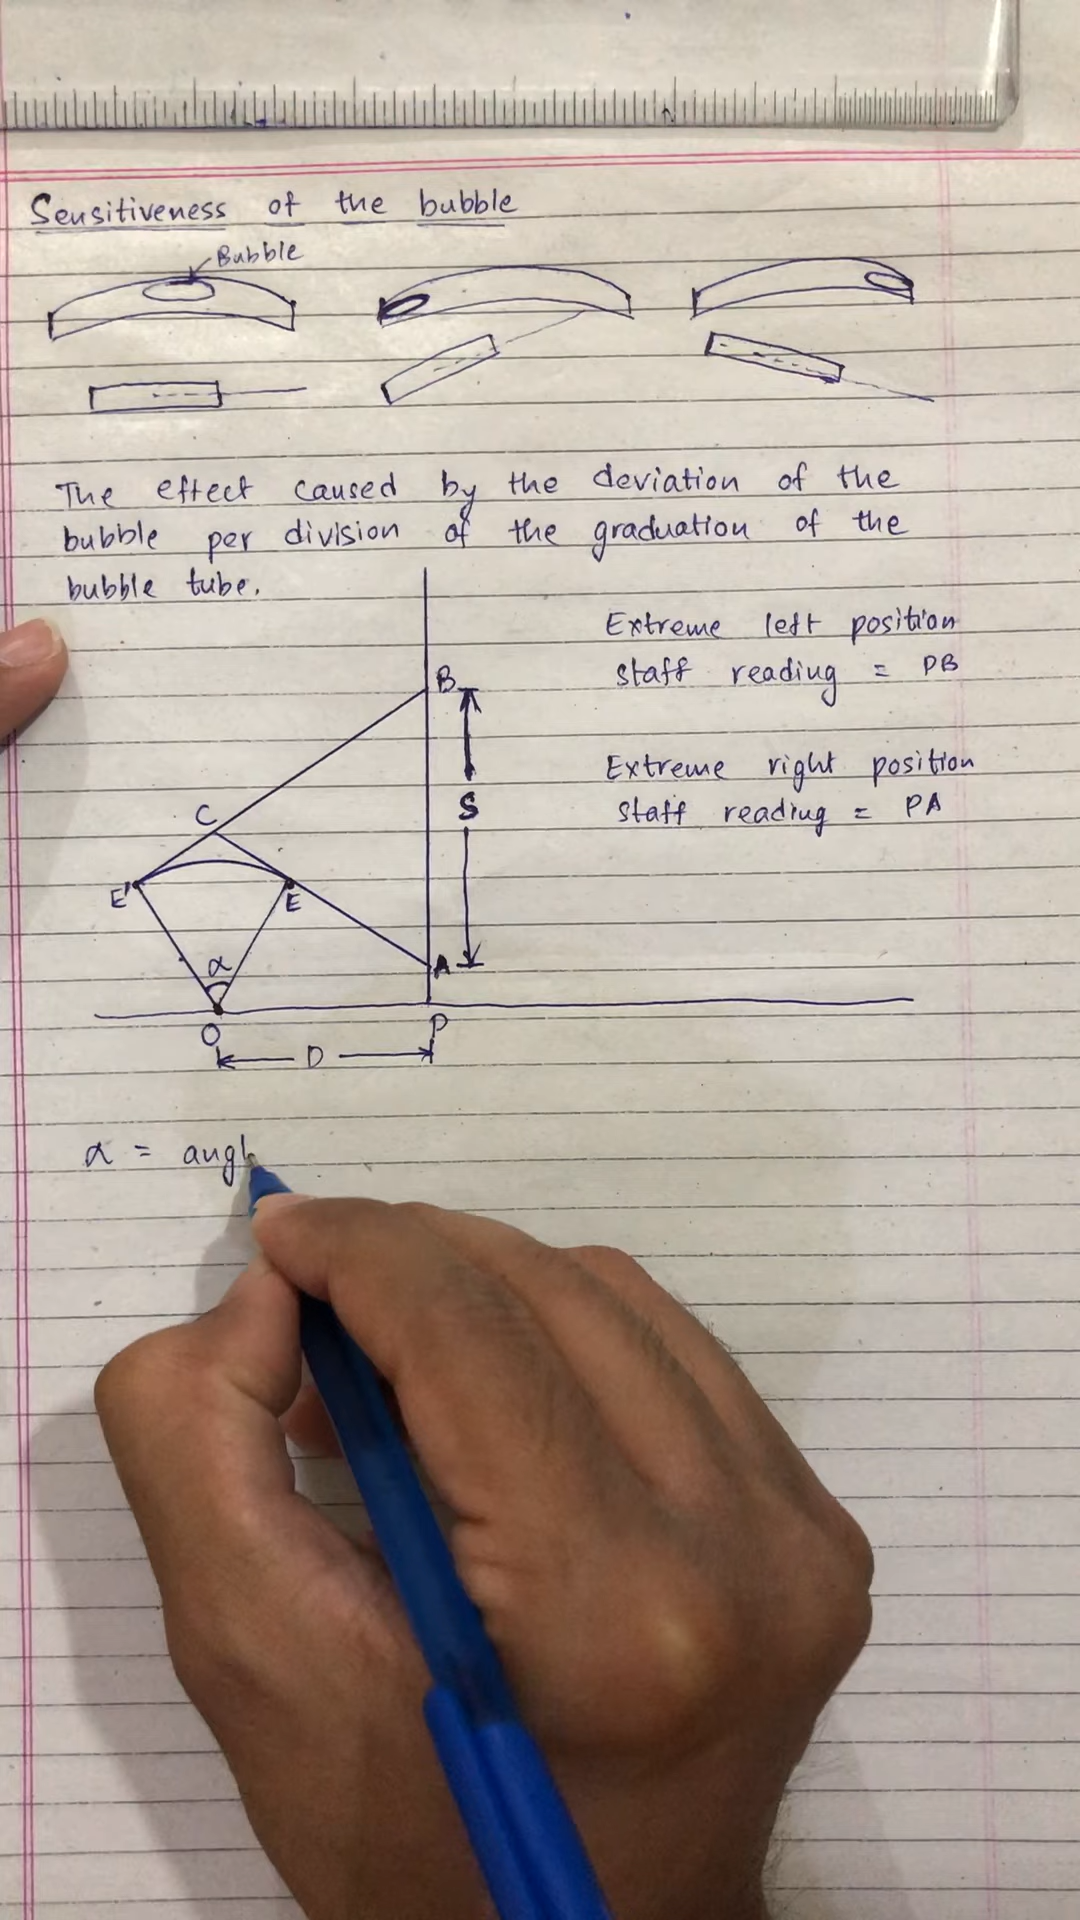 Sensitiveness of the bubble
Bubble
The effect caused by the deviation of the
bubble per division of the graduation of the
bubble tube.
Extreme left position
staff reading = PB
Extreme right position
staff reading = PA
B
S
C
E'
E
α
A
O
P
D
α = angl